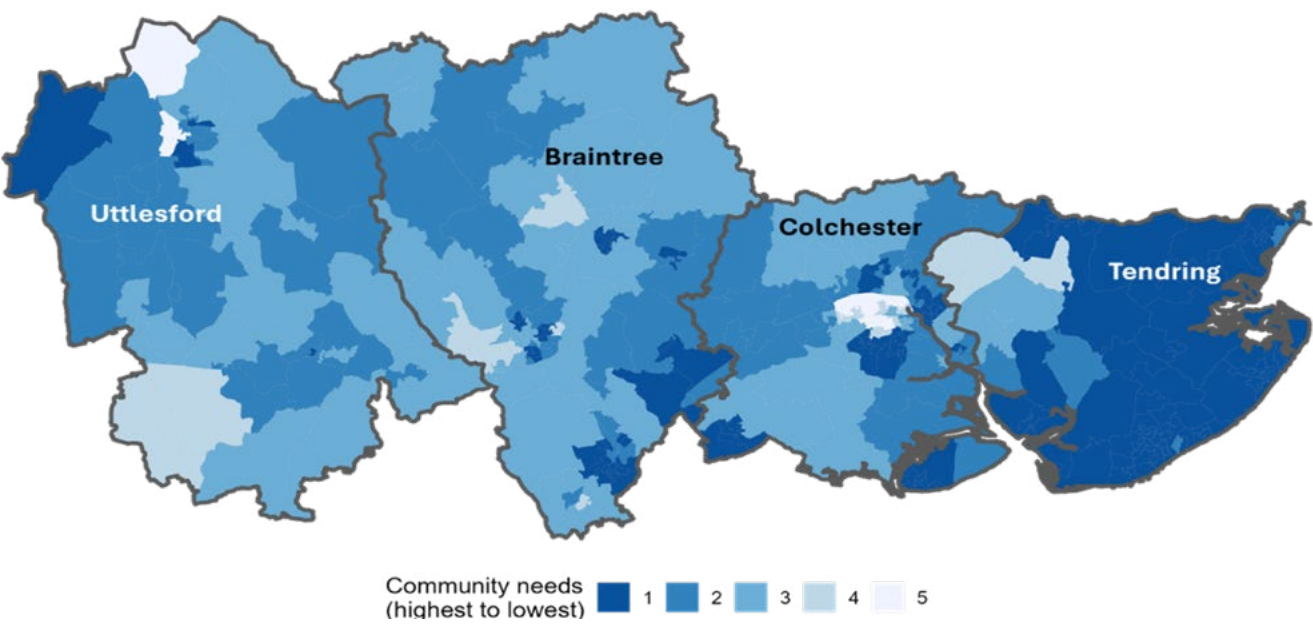 Braintree
Uttlesford
Colchester
Tendring
Community needs
(highest to lowest)
1 2 3 4 5